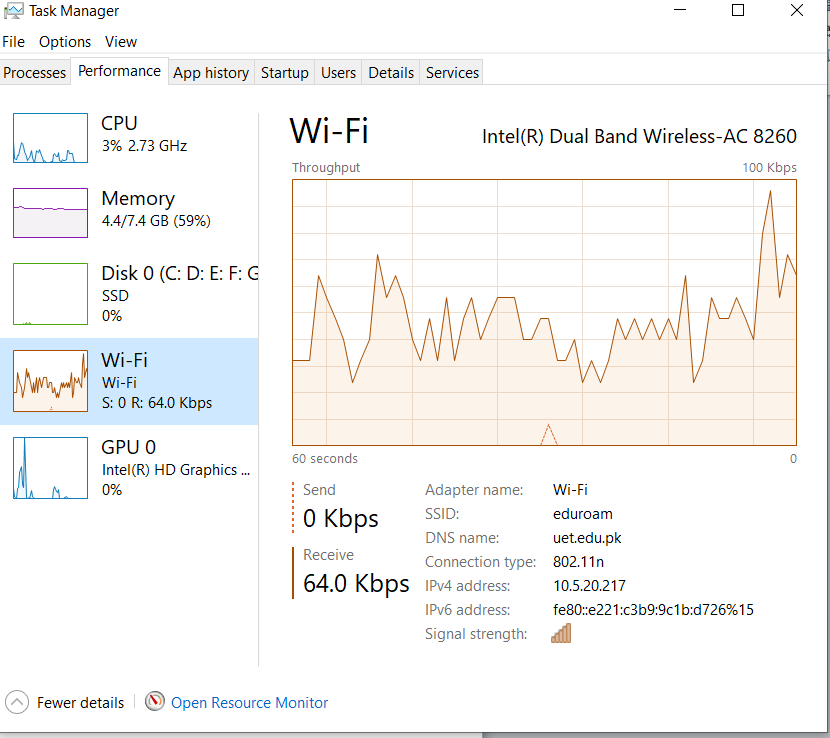 Task Manager
File Options View
Processes Performance App history Startup Users Details Services
CPU
3% 2.73 GHz
Memory
4.4/7.4 GB (59%)
Disk 0 (C: D: E: F: G
SSD
0%
Wi-Fi
Wi-Fi
S: 0 R: 64.0 Kbps
GPU 0
Intel(R) HD Graphics ...
0%
Wi-Fi Intel(R) Dual Band Wireless-AC 8260
Throughput 100 Kbps
60 seconds 0
Send
0 Kbps
Receive
64.0 Kbps
Adapter name: Wi-Fi
SSID: eduroam
DNS name: uet.edu.pk
Connection type: 802.11n
IPv4 address: 10.5.20.217
IPv6 address: fe80::e221:c3b9:9c1b:d726%15
Signal strength:
Fewer details Open Resource Monitor